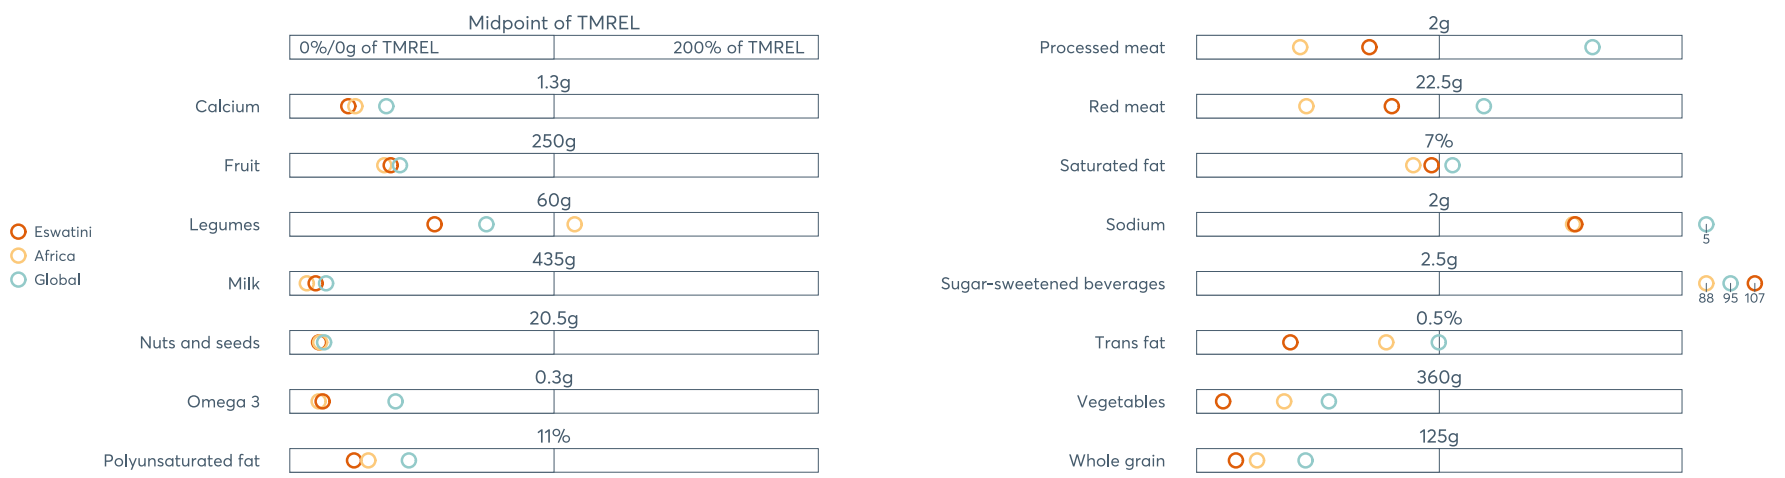 Midpoint of TMREL
0%/0g of TMREL 200% of TMREL
1.3g
Calcium
250g
Fruit
60g
Legumes
435g
Milk
20.5g
Nuts and seeds
0.3g
Omega 3
11%
Polyunsaturated fat
Eswatini
Africa
Global
2g
Processed meat
22.5g
Red meat
7%
Saturated fat
2g
Sodium
5
2.5g
Sugar-sweetened beverages
88 95 107
0.5%
Trans fat
360g
Vegetables
125g
Whole grain